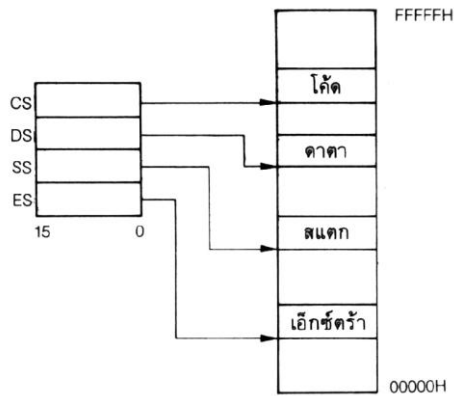 FFFFFH
โค้ด
CS
DS
ดาตา
SS
ES
15 0
สแตก
เอ็กซ์ตร้า
00000H